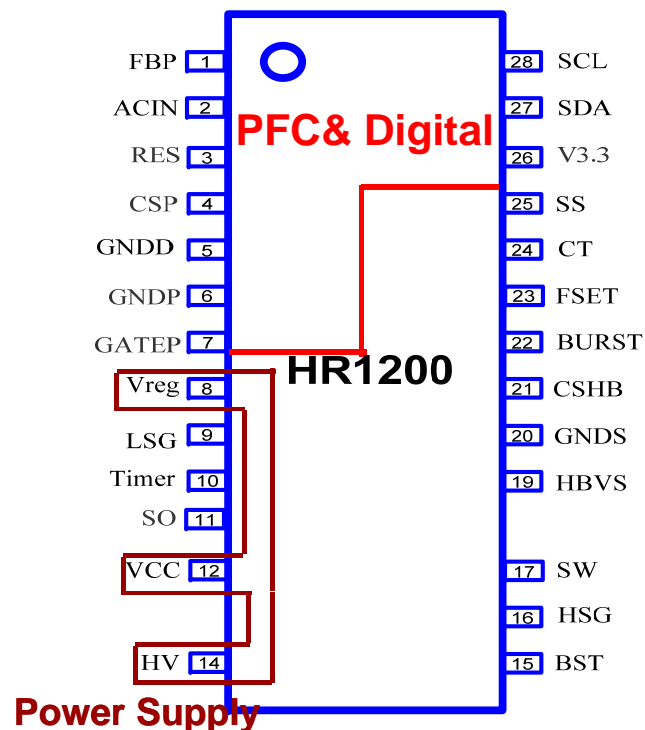 FBP 1
ACIN 2
RES 3
CSP 4
GNDD 5
GNDP 6
GATEP 7
Vreg 8
LSG 9
Timer 10
SO 11
VCC 12
HV 14
PFC& Digital
HR1200
28 SCL
27 SDA
26 V3.3
25 SS
24 CT
23 FSET
22 BURST
21 CSHB
20 GNDS
19 HBVS
17 SW
16 HSG
15 BST
Power Supply